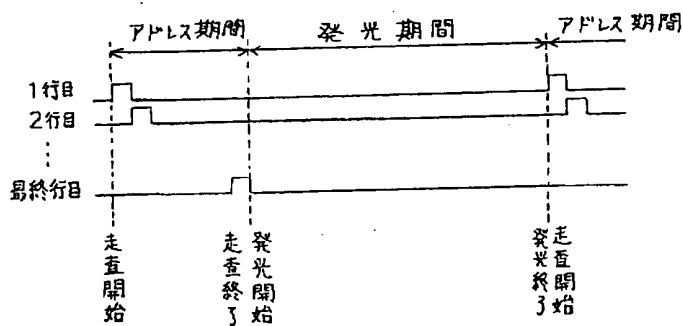 アドレス期間
発光期間
アドレス期間
1行目
2行目
⋮
最終行目
走査開始
走査終了
発光開始
発光終了
走査開始